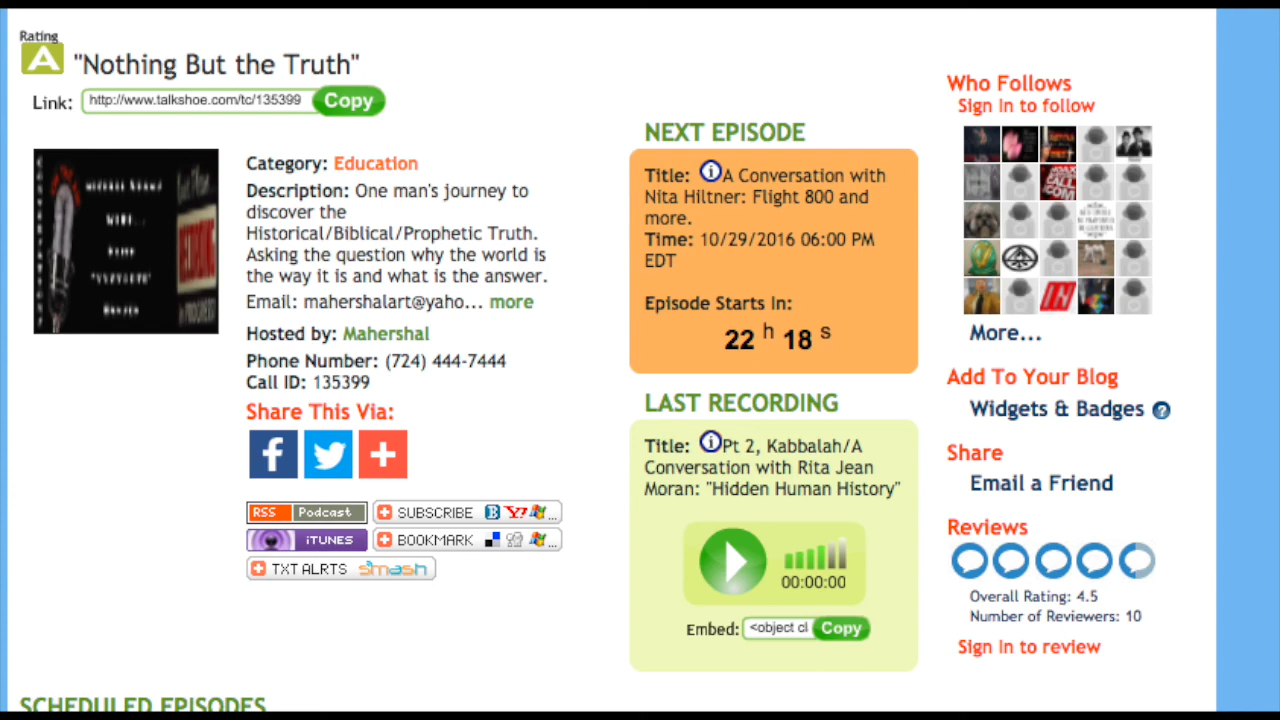 Rating
A "Nothing But the Truth"
Link: http://www.talkshoe.com/tc/135399 Copy
Category: Education
Description: One man's journey to
discover the
Historical/Biblical/Prophetic Truth.
Asking the question why the world is
the way it is and what is the answer.
Email: mahershalart@yaho... more
Hosted by: Mahershal
Phone Number: (724) 444-7444
Call ID: 135399
Share This Via:
RSS Podcast
SUBSCRIBE
iTUNES
BOOKMARK
TXT ALRTS smash
NEXT EPISODE
Title: A Conversation with
Nita Hiltner: Flight 800 and
more.
Time: 10/29/2016 06:00 PM
EDT
Episode Starts In:
22 h 18 s
LAST RECORDING
Title: Pt 2, Kabbalah/A
Conversation with Rita Jean
Moran: "Hidden Human History"
00:00:00
Embed: <object cl Copy
Who Follows
Sign In to follow
More...
Add To Your Blog
Widgets & Badges ?
Share
Email a Friend
Reviews
Overall Rating: 4.5
Number of Reviewers: 10
Sign In to review
SCHEDULED EPISODES